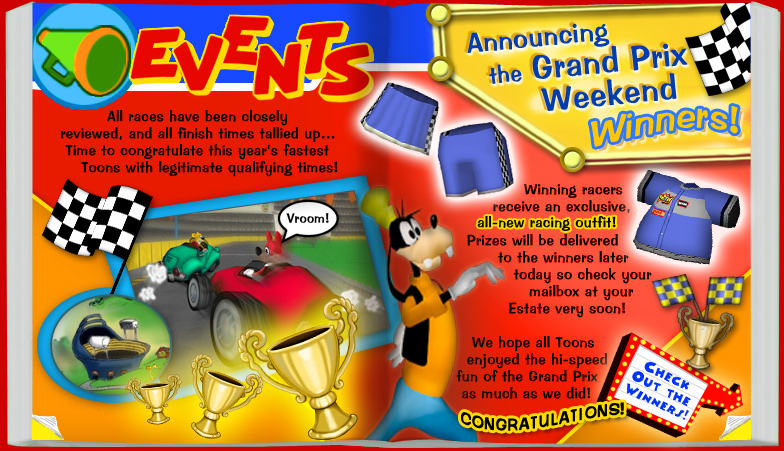 EVENTS
All races have been closely
reviewed, and all finish times tallied up...
Time to congratulate this year's fastest
Toons with legitimate qualifying times!
Vroom!
Announcing
the Grand Prix
Weekend
Winners!
Winning racers
receive an exclusive,
all-new racing outfit!
Prizes will be delivered
to the winners later
today so check your
mailbox at your
Estate very soon!
We hope all Toons
enjoyed the hi-speed
fun of the Grand Prix
as much as we did!
CONGRATULATIONS!
CHECK
OUT THE
WINNERS!